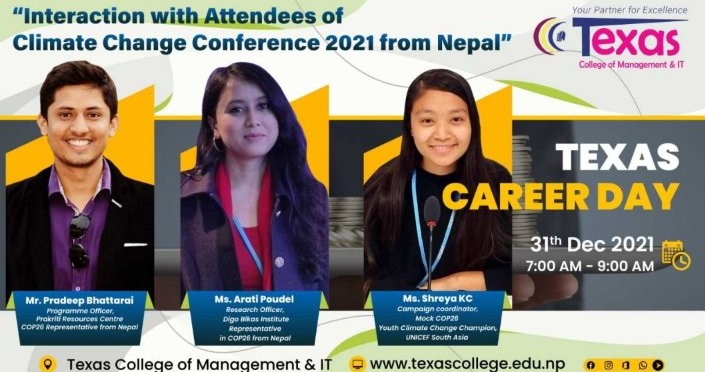 "Interaction with Attendees of
Climate Change Conference 2021 from Nepal"
Your Partner for Excellence
Texas
College of Management & IT
TEXAS
CAREER DAY
31th Dec 2021
7:00 AM - 9:00 AM
Mr. Pradeep Bhattarai
Programme Officer,
Prakriti Resources Centre
COP26 Representative from Nepal
Ms. Arati Poudel
Research Officer,
Digo Bikas Institute
Representative
in COP26 from Nepal
Ms. Shreya KC
Campaign coordinator,
Mock COP26
Youth Climate Change Champion,
UNICEF South Asia
Texas College of Management & IT
www.texascollege.edu.np